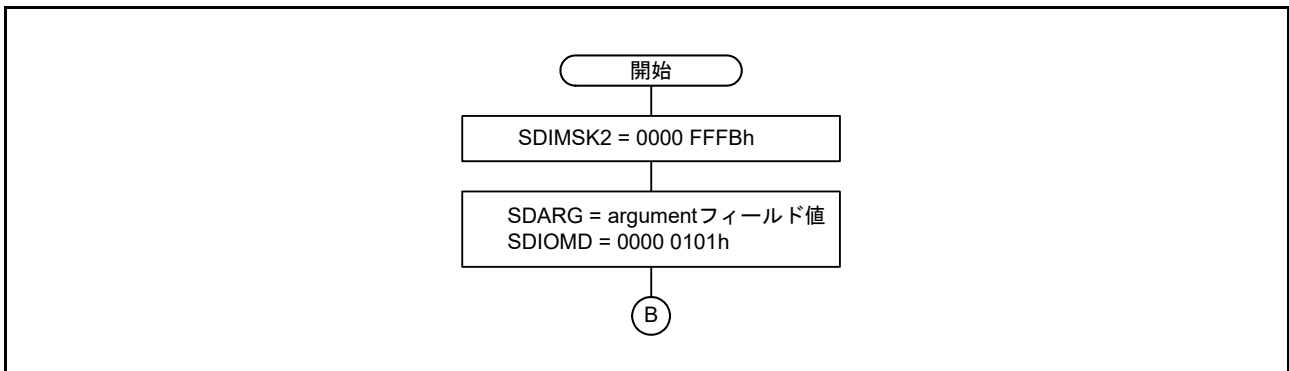 開始
SDIMSK2 = 0000 FFFBh
SDARG = argumentフィールド値
SDIOMD = 0000 0101h
B